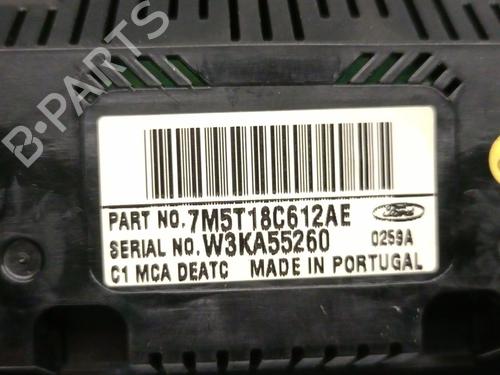 B-PARTS
PART NO. 7M5T18C612AE Ford
SERIAL NO. W3KA55260 0259A
C1 MCA DEATC MADE IN PORTUGAL